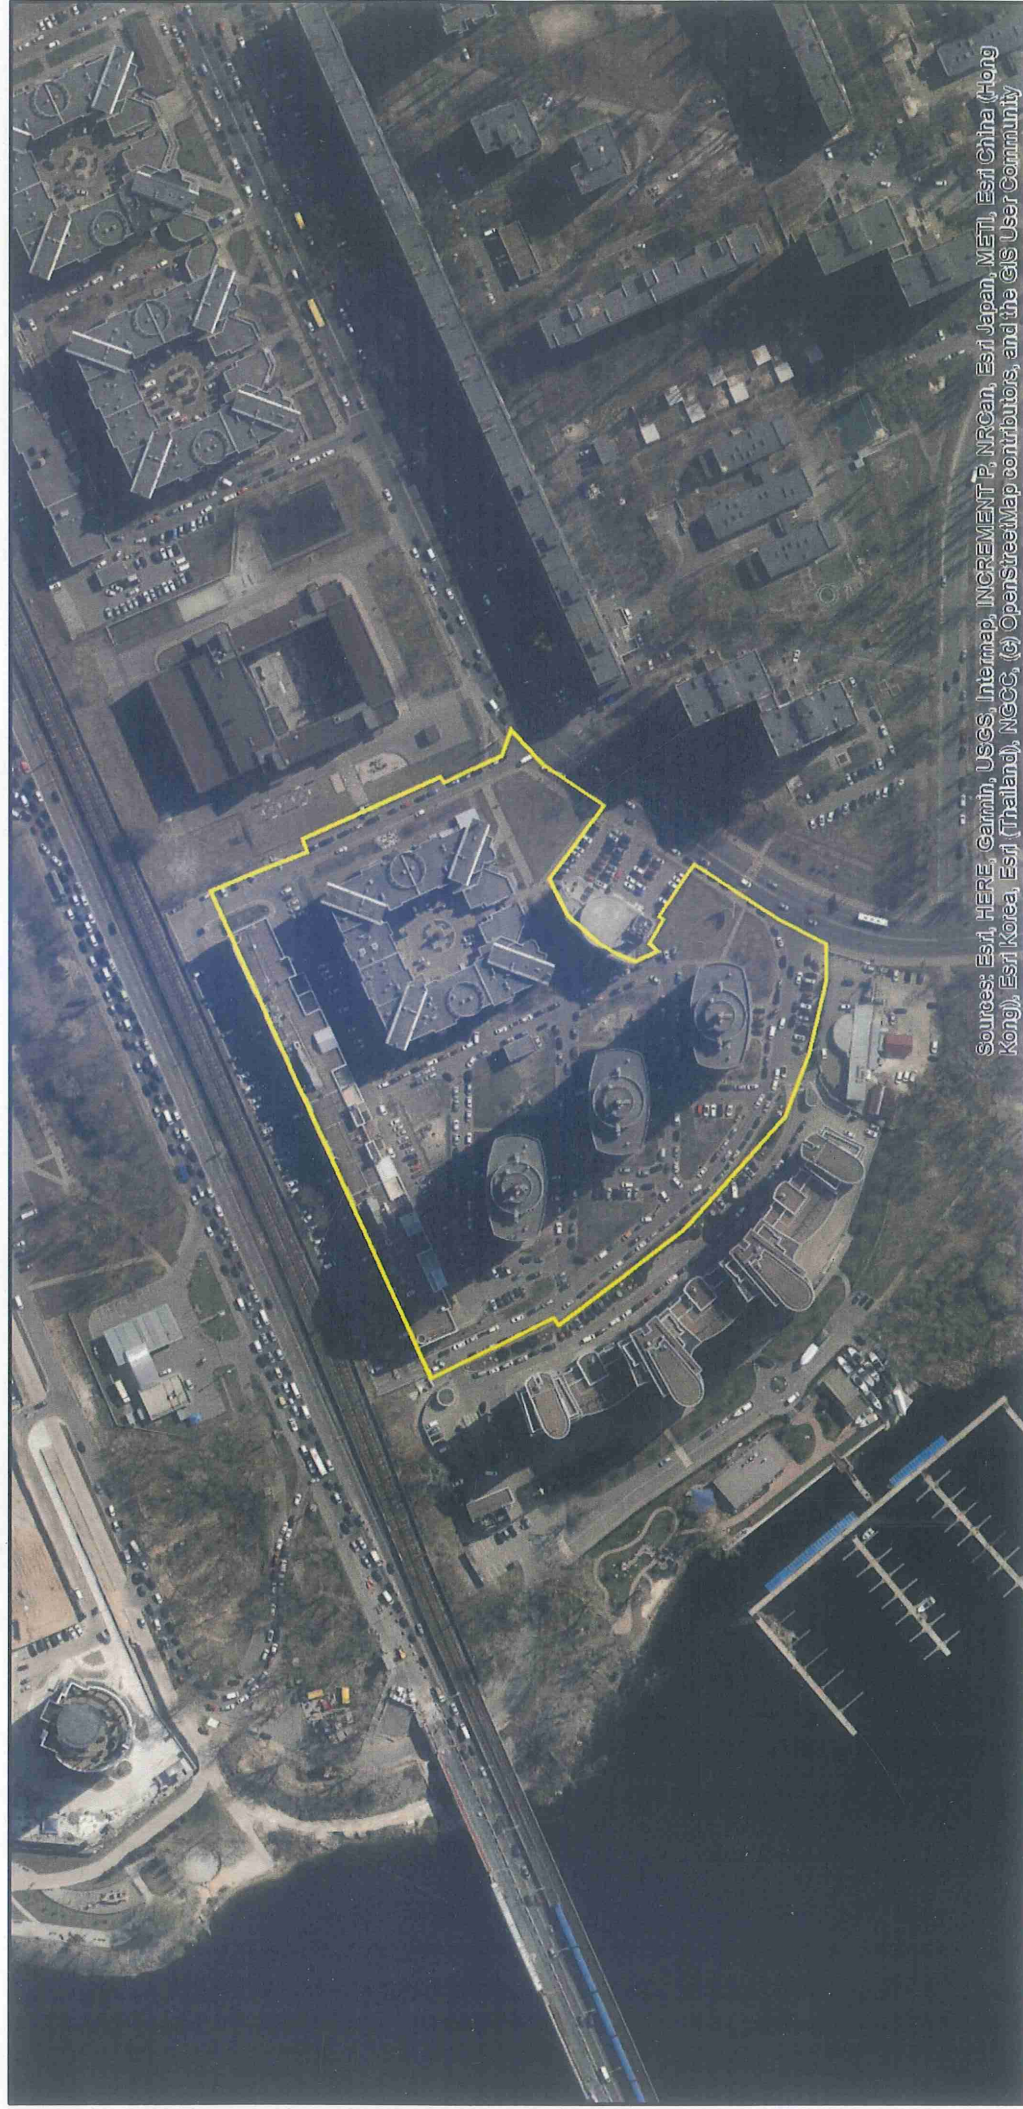 Sources: Esri, HERE, Garmin, USGS, Intermap, INCREMENT P, NRCan, Esri Japan, METI, Esri China (Hong
Kong), Esri Korea, Esri (Thailand), NGCC, (c) OpenStreetMap contributors, and the GIS User Community